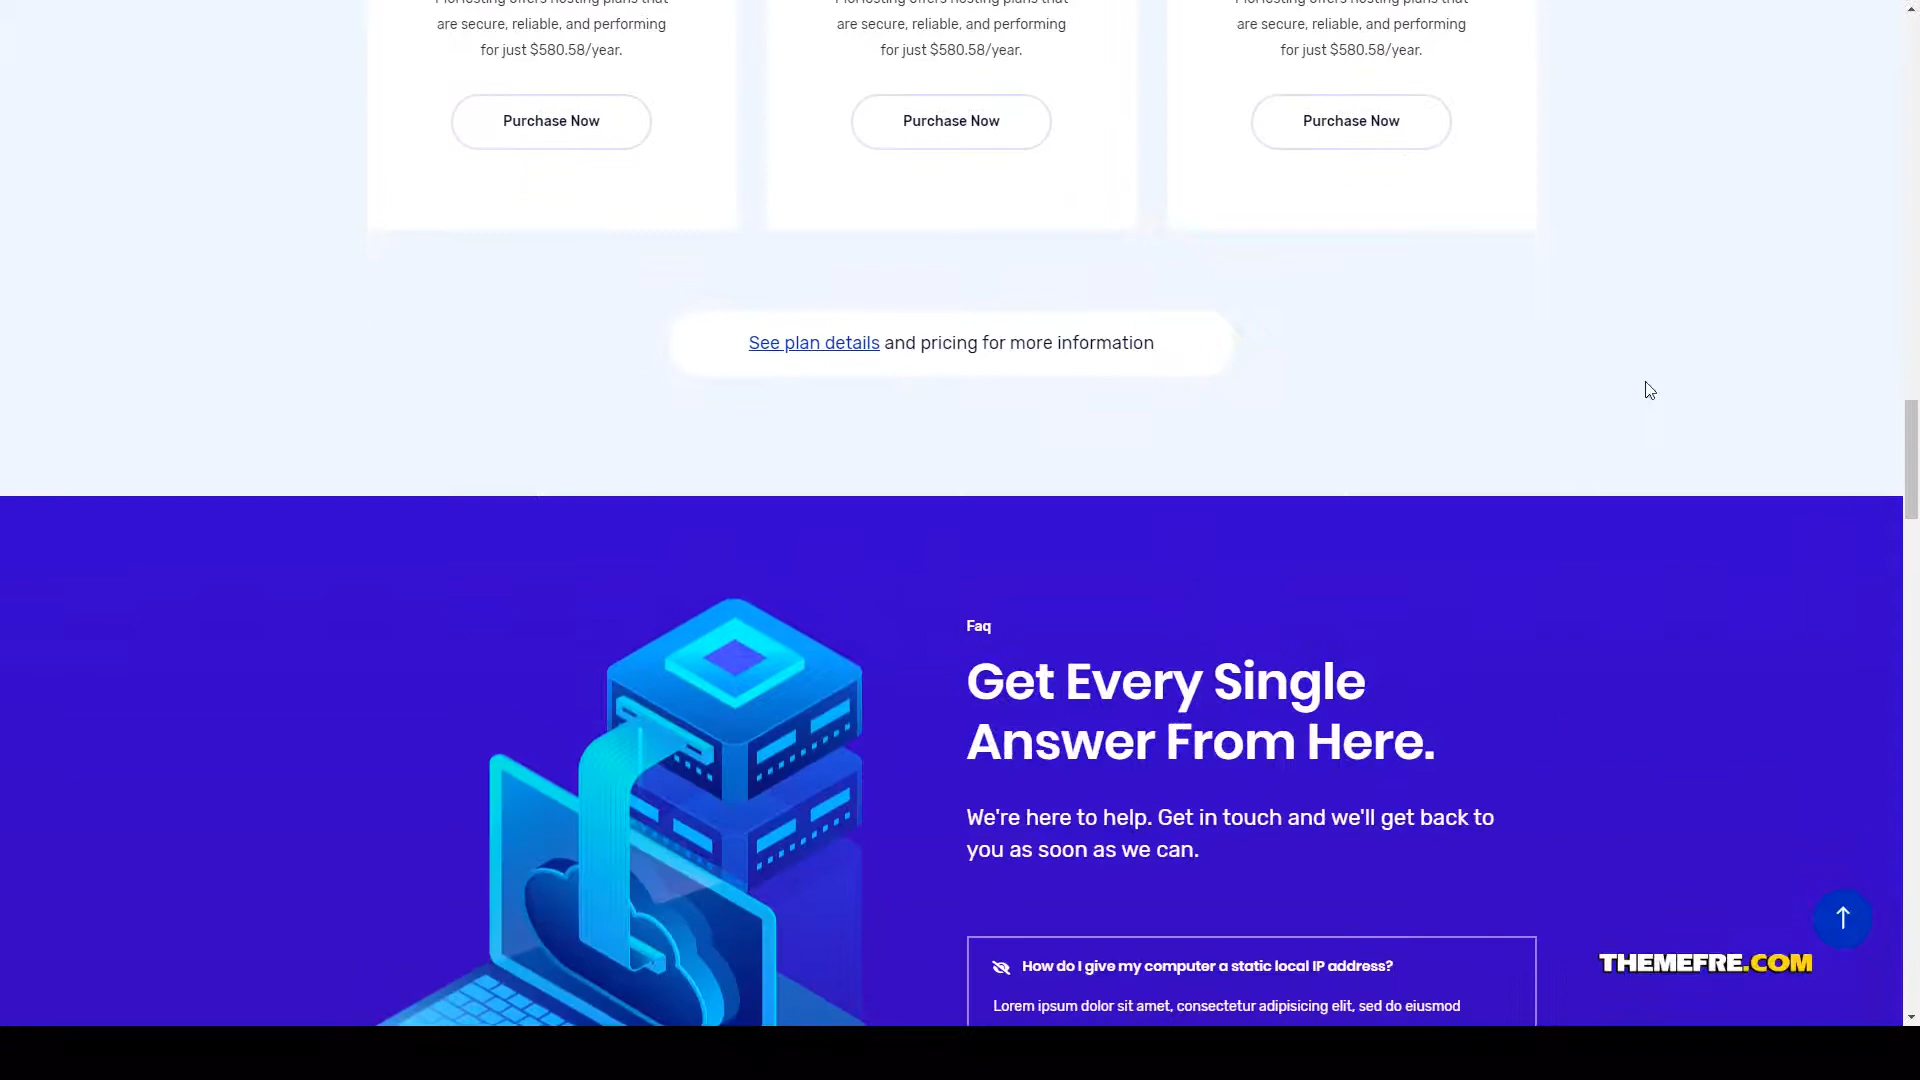 are secure, reliable, and performing
for just $580.58/year.
Purchase Now
are secure, reliable, and performing
for just $580.58/year.
Purchase Now
are secure, reliable, and performing
for just $580.58/year.
Purchase Now
See plan details and pricing for more information
Faq
Get Every Single
Answer From Here.
We're here to help. Get in touch and we'll get back to
you as soon as we can.
How do I give my computer a static local IP address?
Lorem ipsum dolor sit amet, consectetur adipisicing elit, sed do eiusmod
THEMEFRE.COM